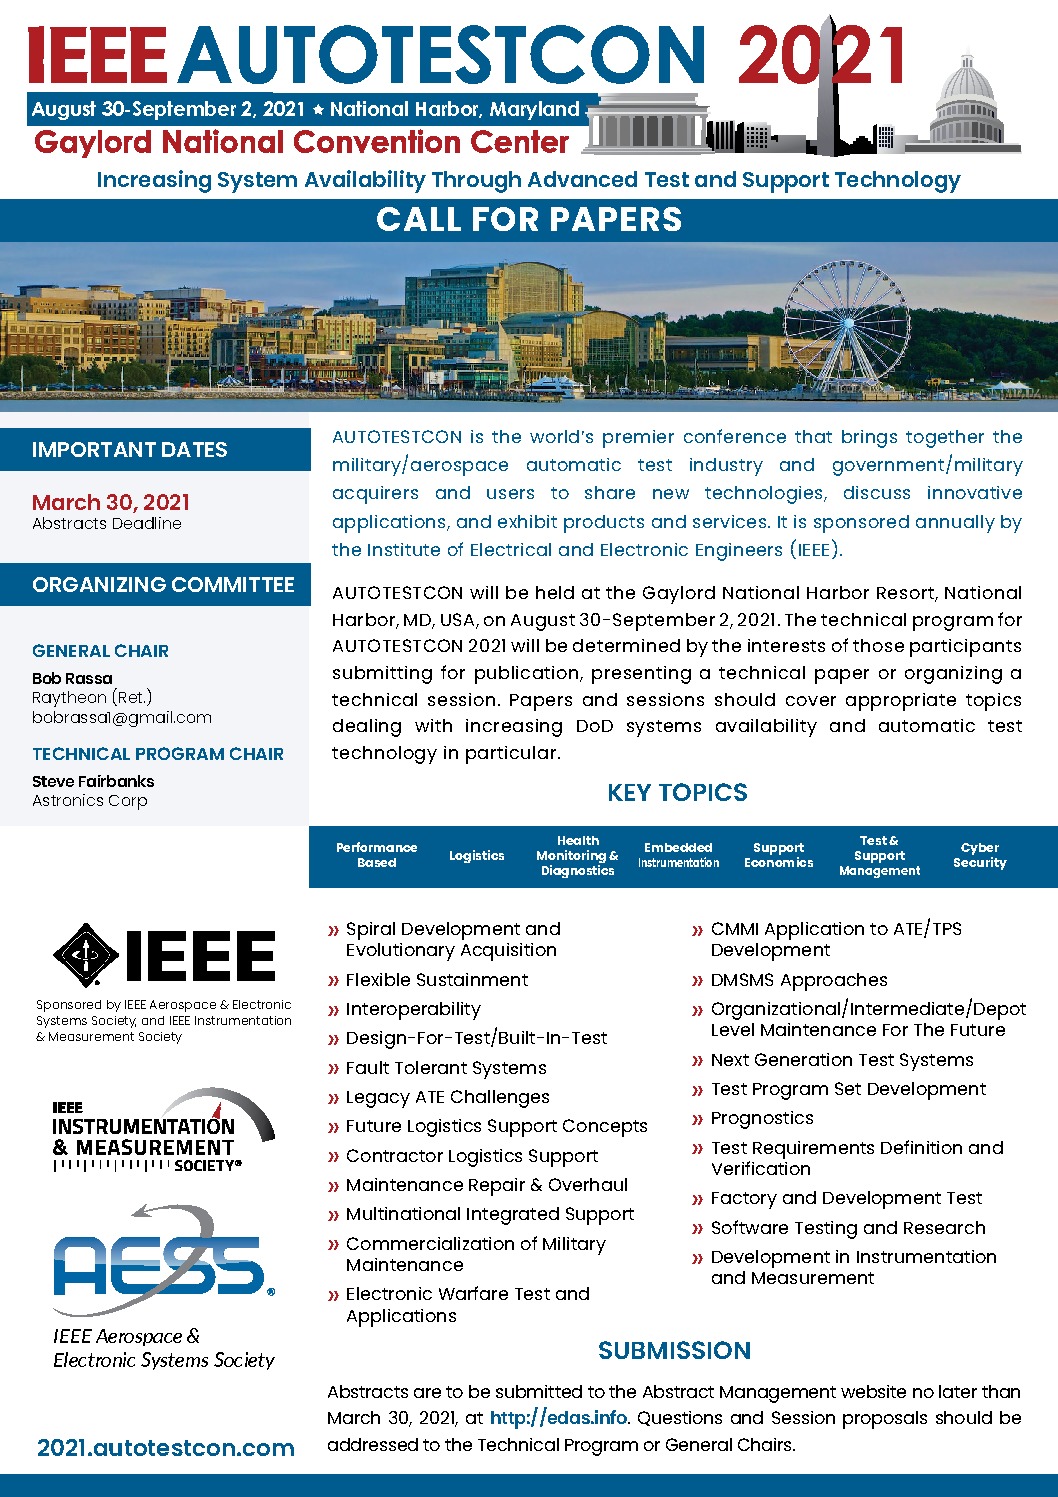 IEEE AUTOTESTCON 2021
August 30-September 2, 2021 ★ National Harbor, Maryland
Gaylord National Convention Center
Increasing System Availability Through Advanced Test and Support Technology
CALL FOR PAPERS
IMPORTANT DATES
March 30, 2021
Abstracts Deadline
ORGANIZING COMMITTEE
GENERAL CHAIR
Bob Rassa
Raytheon (Ret.)
bobrassa1@gmail.com
TECHNICAL PROGRAM CHAIR
Steve Fairbanks
Astronics Corp
AUTOTESTCON is the world's premier conference that brings together the
military/aerospace automatic test industry and government/military
acquirers and users to share new technologies, discuss innovative
applications, and exhibit products and services. It is sponsored annually by
the Institute of Electrical and Electronic Engineers (IEEE).
AUTOTESTCON will be held at the Gaylord National Harbor Resort, National
Harbor, MD, USA, on August 30-September 2, 2021. The technical program for
AUTOTESTCON 2021 will be determined by the interests of those participants
submitting for publication, presenting a technical paper or organizing a
technical session. Papers and sessions should cover appropriate topics
dealing with increasing DoD systems availability and automatic test
technology in particular.
KEY TOPICS
Performance
Based
Logistics
Health
Monitoring &
Diagnostics
Embedded
Instrumentation
Support
Economics
Test &
Support
Management
Cyber
Security
» Spiral Development and
Evolutionary Acquisition
» Flexible Sustainment
» Interoperability
» Design-For-Test/Built-In-Test
» Fault Tolerant Systems
» Legacy ATE Challenges
» Future Logistics Support Concepts
» Contractor Logistics Support
» Maintenance Repair & Overhaul
» Multinational Integrated Support
» Commercialization of Military
Maintenance
» Electronic Warfare Test and
Applications
» CMMI Application to ATE/TPS
Development
» DMSMS Approaches
» Organizational/Intermediate/Depot
Level Maintenance For The Future
» Next Generation Test Systems
» Test Program Set Development
» Prognostics
» Test Requirements Definition and
Verification
» Factory and Development Test
» Software Testing and Research
» Development in Instrumentation
and Measurement
IEEE
Sponsored by IEEE Aerospace & Electronic
Systems Society, and IEEE Instrumentation
& Measurement Society
IEEE
INSTRUMENTATION
& MEASUREMENT
SOCIETY®
AESS®
IEEE Aerospace &
Electronic Systems Society
2021.autotestcon.com
SUBMISSION
Abstracts are to be submitted to the Abstract Management website no later than
March 30, 2021, at http://edas.info. Questions and Session proposals should be
addressed to the Technical Program or General Chairs.